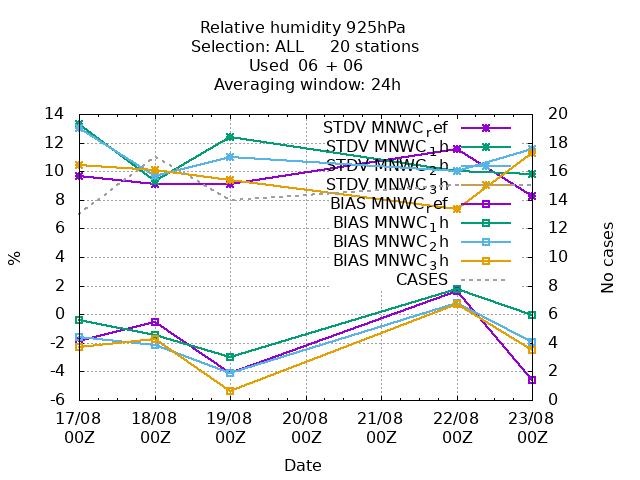 Relative humidity 925hPa
Selection: ALL 20 stations
Used 06 + 06
Averaging window: 24h
14 20
12 18
10 16
8 14
6 12
4 10
2 8
0 6
-2 4
-4 2
-6 0
STDV MNWC_ref
STDV MNWC_1h
STDV MNWC_2h
STDV MNWC_3h
BIAS MNWC_ref
BIAS MNWC_1h
BIAS MNWC_2h
BIAS MNWC_3h
CASES
%
No cases
17/08 18/08 19/08 20/08 21/08 22/08 23/08
00Z 00Z 00Z 00Z 00Z 00Z 00Z
Date